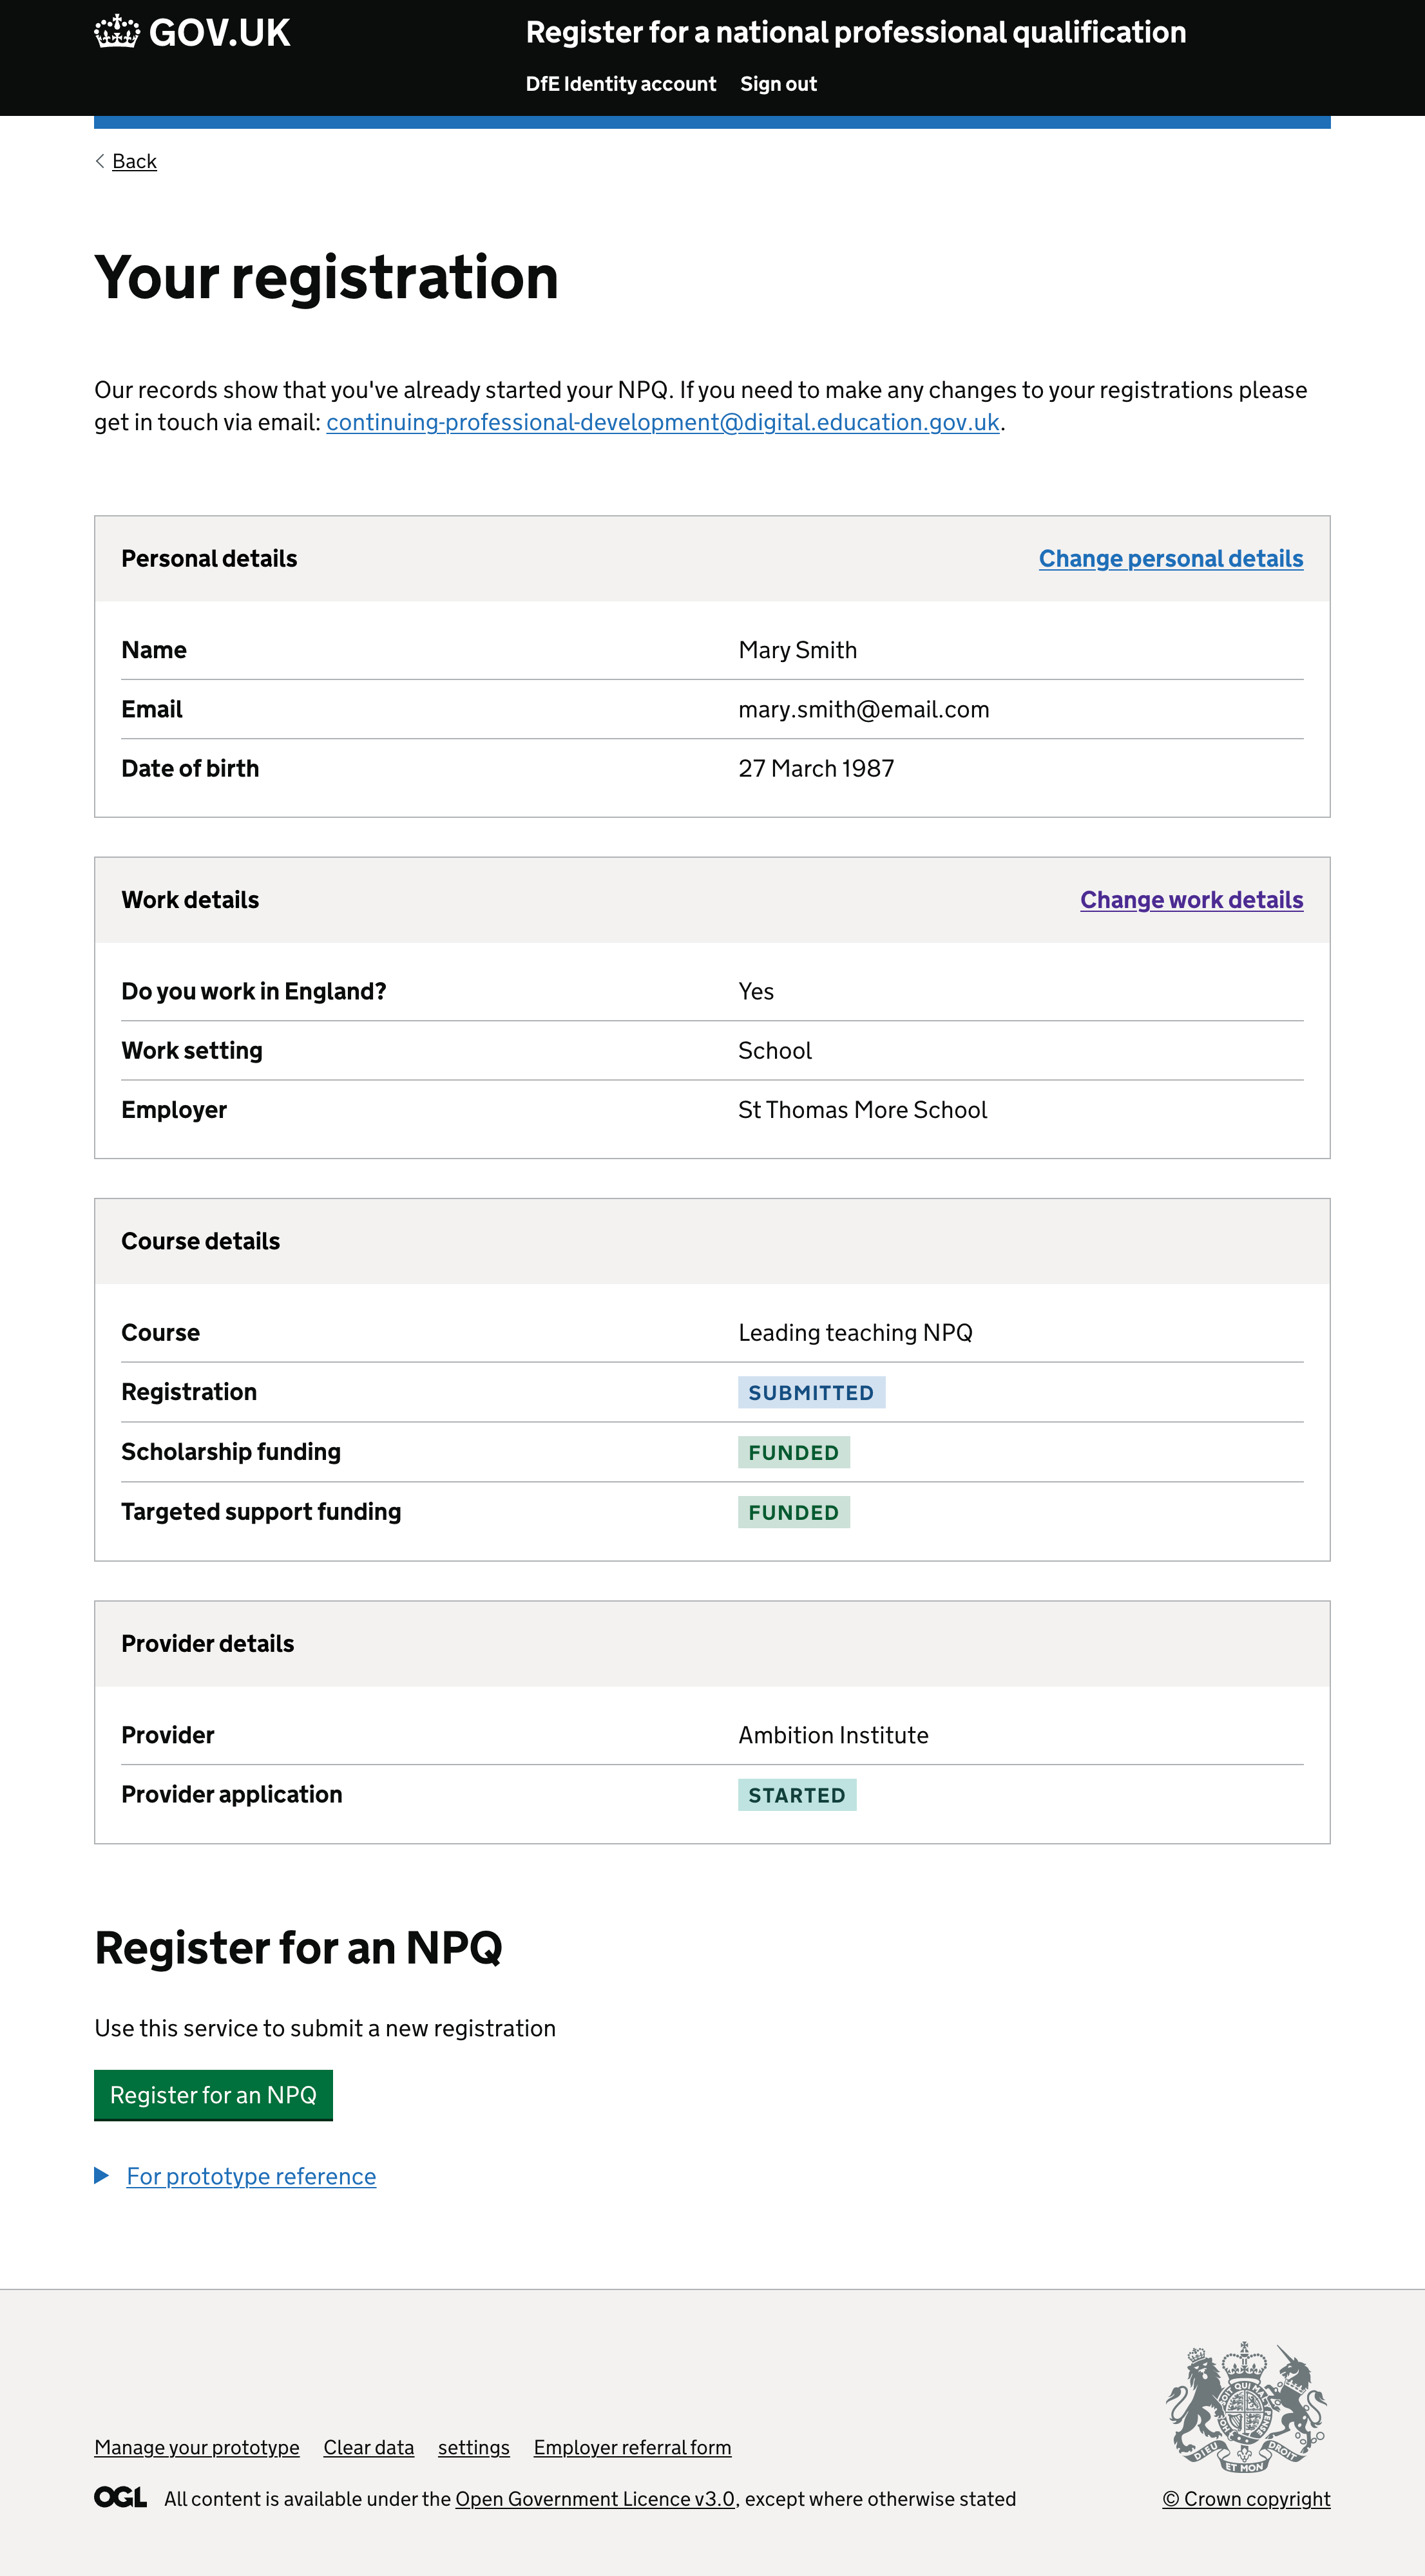 GOV.UK
Register for a national professional qualification
DfE Identity account Sign out
Back
Your registration
Our records show that you've already started your NPQ. If you need to make any changes to your registrations please
get in touch via email: continuing-professional-development@digital.education.gov.uk.
Personal details Change personal details
Name Mary Smith
Email mary.smith@email.com
Date of birth 27 March 1987
Work details Change work details
Do you work in England? Yes
Work setting School
Employer St Thomas More School
Course details
Course Leading teaching NPQ
Registration SUBMITTED
Scholarship funding FUNDED
Targeted support funding FUNDED
Provider details
Provider Ambition Institute
Provider application STARTED
Register for an NPQ
Use this service to submit a new registration
Register for an NPQ
For prototype reference
Manage your prototype Clear data settings Employer referral form
OGL All content is available under the Open Government Licence v3.0, except where otherwise stated
DIEU ET MON DROIT
© Crown copyright